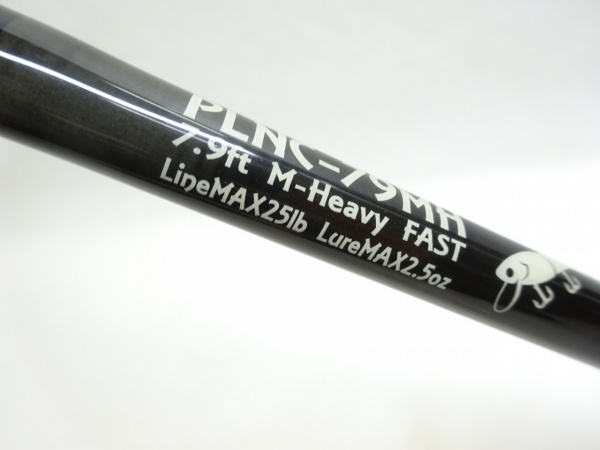 PLNC-79MH
7.9ft M-Heavy FAST
LineMAX25lb LureMAX2.5oz